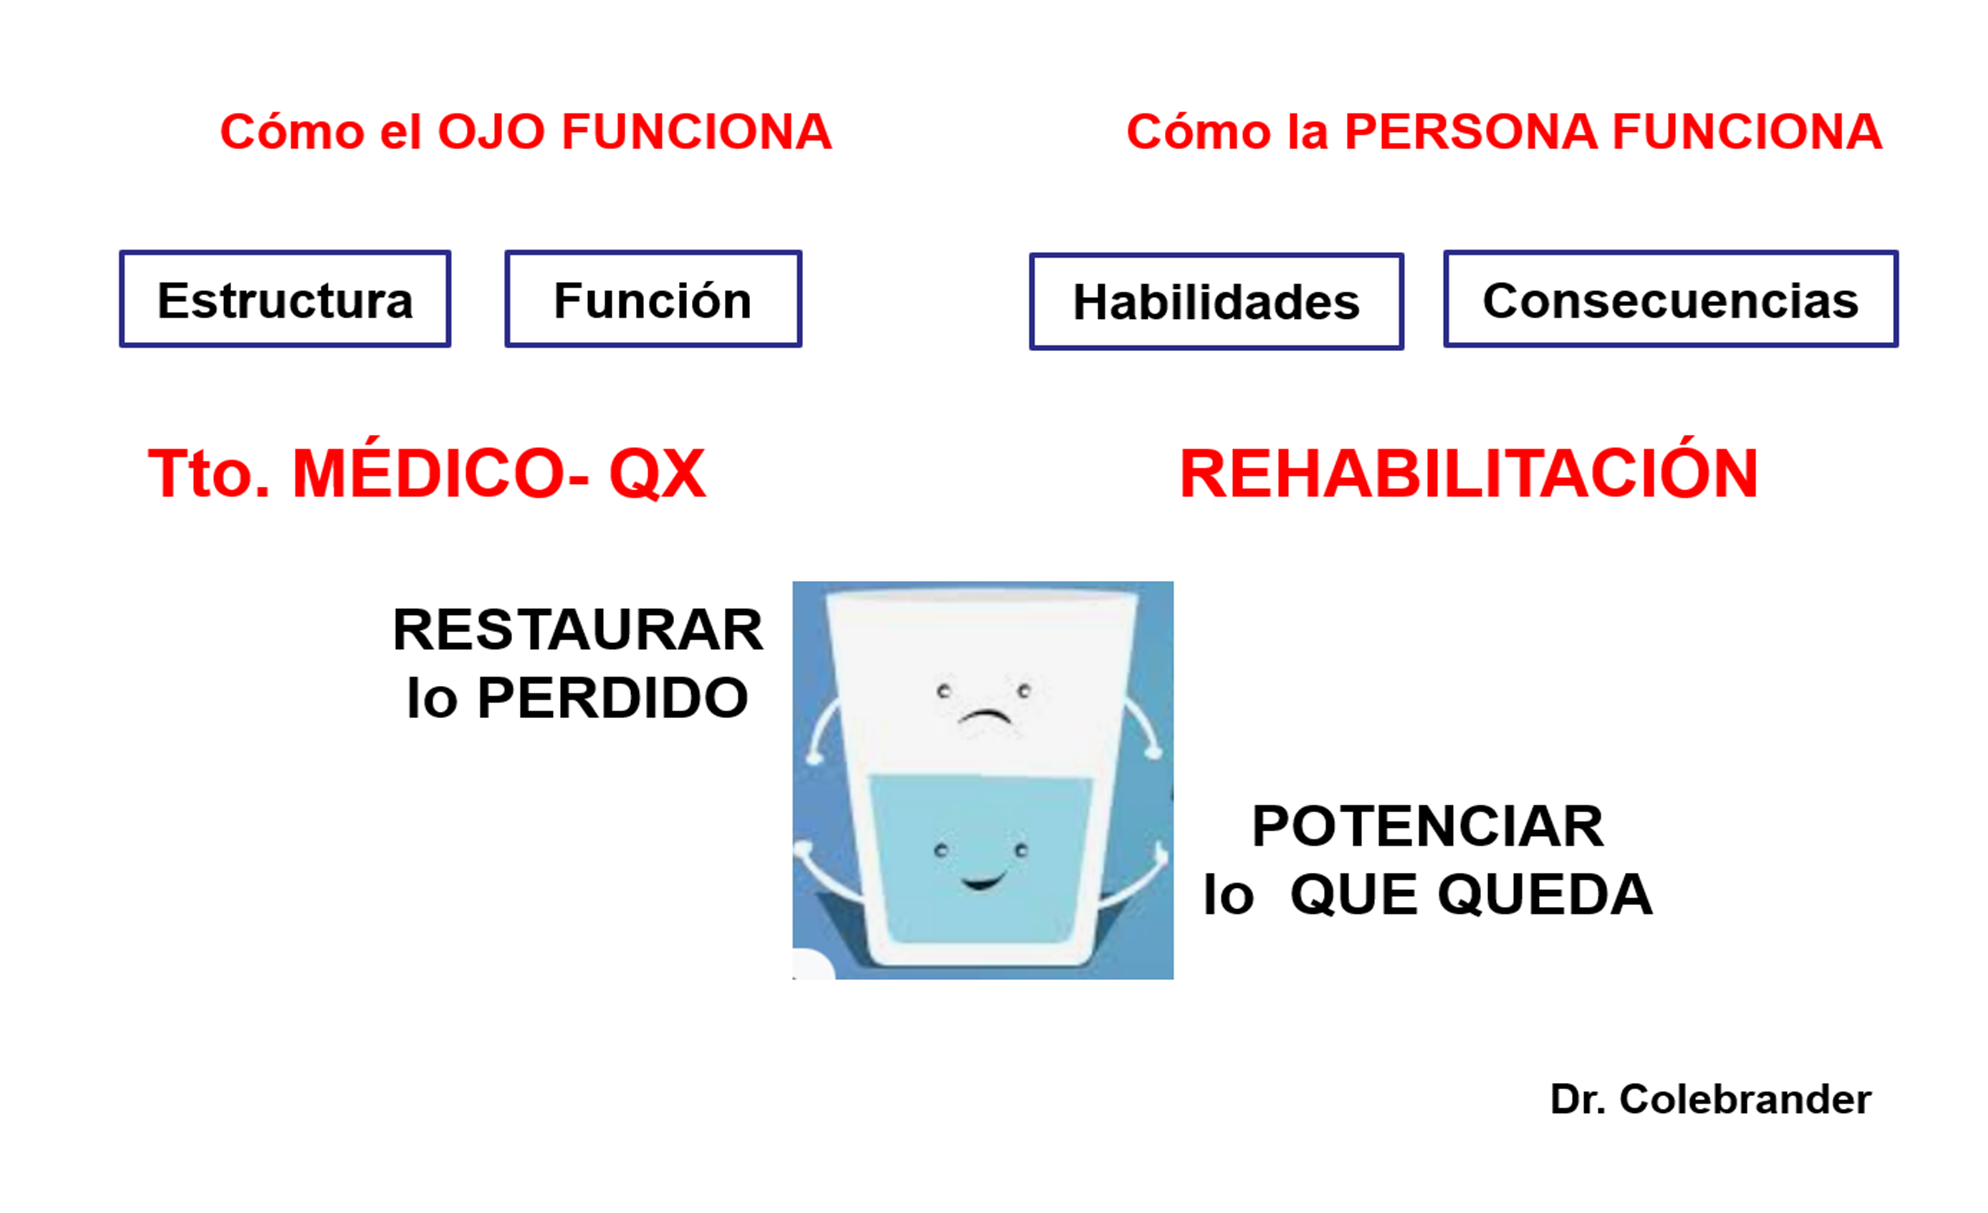 Cómo el OJO FUNCIONA
Cómo la PERSONA FUNCIONA
Estructura
Función
Habilidades
Consecuencias
Tto. MÉDICO- QX
REHABILITACIÓN
RESTAURAR
lo PERDIDO
POTENCIAR
lo QUE QUEDA
Dr. Colebrander